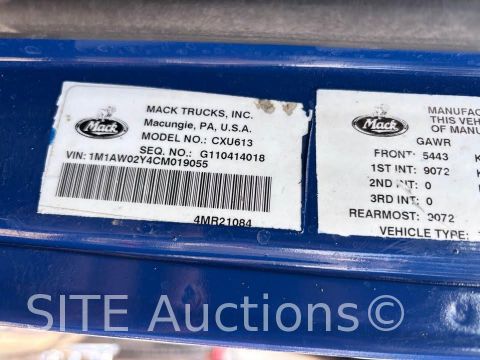 Mack
MACK TRUCKS, INC.
Macungie, PA, U.S.A.
MODEL NO.: CXU613
SEQ. NO.: G110414018
VIN: 1M1AW02Y4CM019055
4MR21084
Mack
MANUFAC
THIS VEH
OF MANUF
GAWR
FRONT: 5443
1ST INT: 9072
2ND INT: 0
3RD INT: 0
REARMOST: 9072
VEHICLE TYPE:
SITE Auctions©